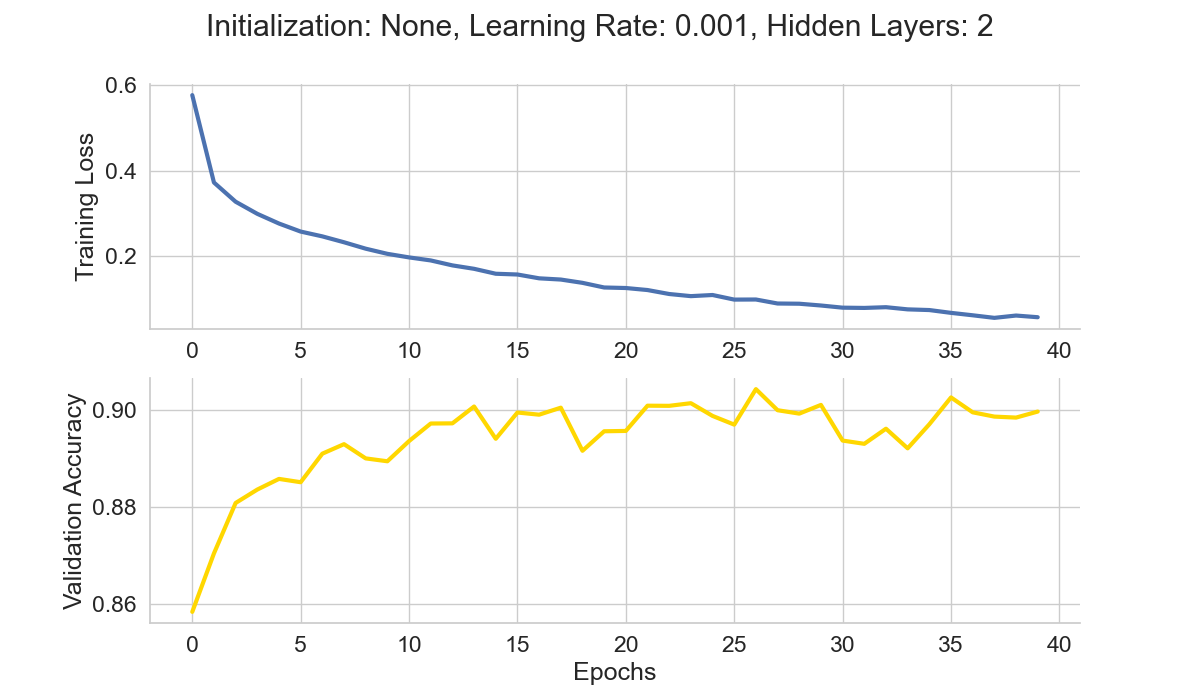 Initialization: None, Learning Rate: 0.001, Hidden Layers: 2
Training Loss
0.6
0.4
0.2
0 5 10 15 20 25 30 35 40
Validation Accuracy
0.90
0.88
0.86
0 5 10 15 20 25 30 35 40
Epochs